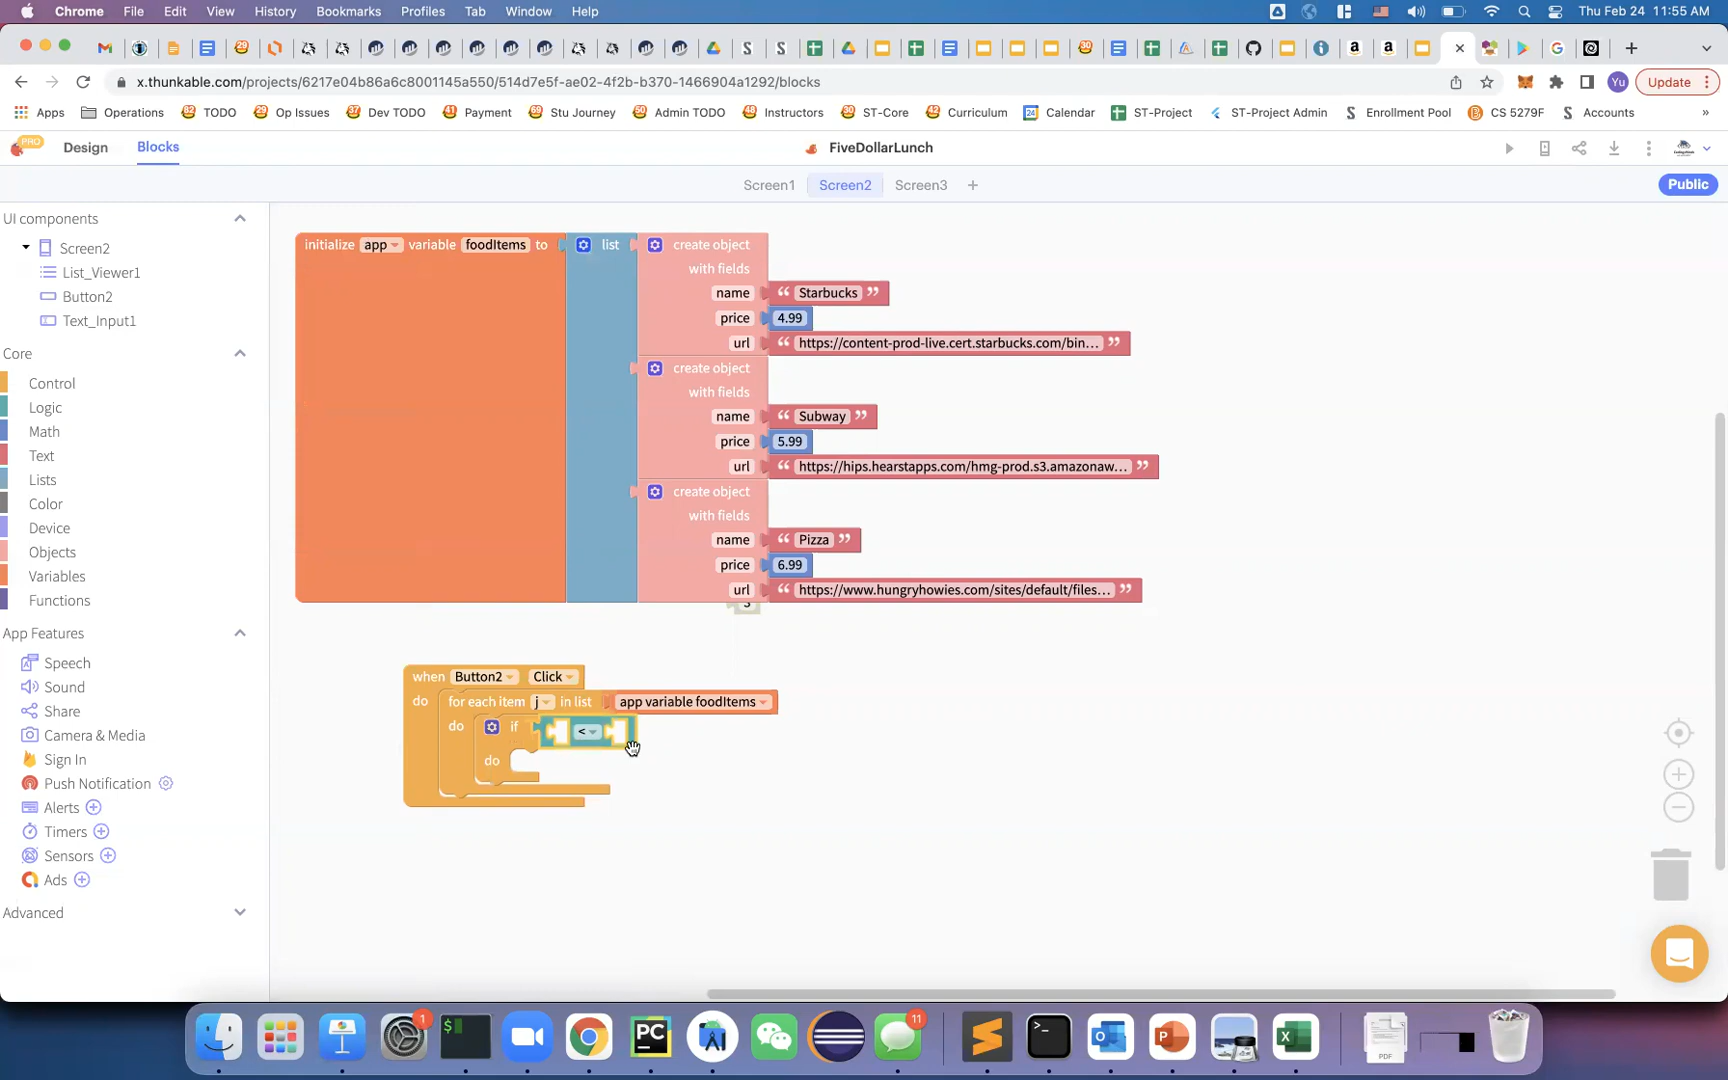 Chrome File Edit View History Bookmarks Profiles Tab Window Help Thu Feb 24 11:55 AM
x.thunkable.com/projects/6217e04b86a6c8001145a550/514d7e5f-ae02-4f2b-b370-1466904a1292/blocks Yu Update
Apps Operations TODO Op Issues Dev TODO Payment Stu Journey Admin TODO Instructors ST-Core Curriculum Calendar ST-Project ST-Project Admin Enrollment Pool CS 5279F Accounts »
PRO Design Blocks FiveDollarLunch
Screen1 Screen2 Screen3 + Public
UI components
Screen2
List_Viewer1
Button2
Text_Input1
Core
Control
Logic
Math
Text
Lists
Color
Device
Objects
Variables
Functions
App Features
Speech
Sound
Share
Camera & Media
Sign In
Push Notification
Alerts
Timers
Sensors
Ads
Advanced
initialize app variable foodItems to list create object
with fields
name “ Starbucks ”
price 4.99
url “ https://content-prod-live.cert.starbucks.com/bin... ”
create object
with fields
name “ Subway ”
price 5.99
url “ https://hips.hearstapps.com/hmg-prod.s3.amazonaw... ”
create object
with fields
name “ Pizza ”
price 6.99
url “ https://www.hungryhowies.com/sites/default/files... ”
when Button2 Click
do for each item j in list app variable foodItems
do if <
do
1
11
PC
$
>_
PDF